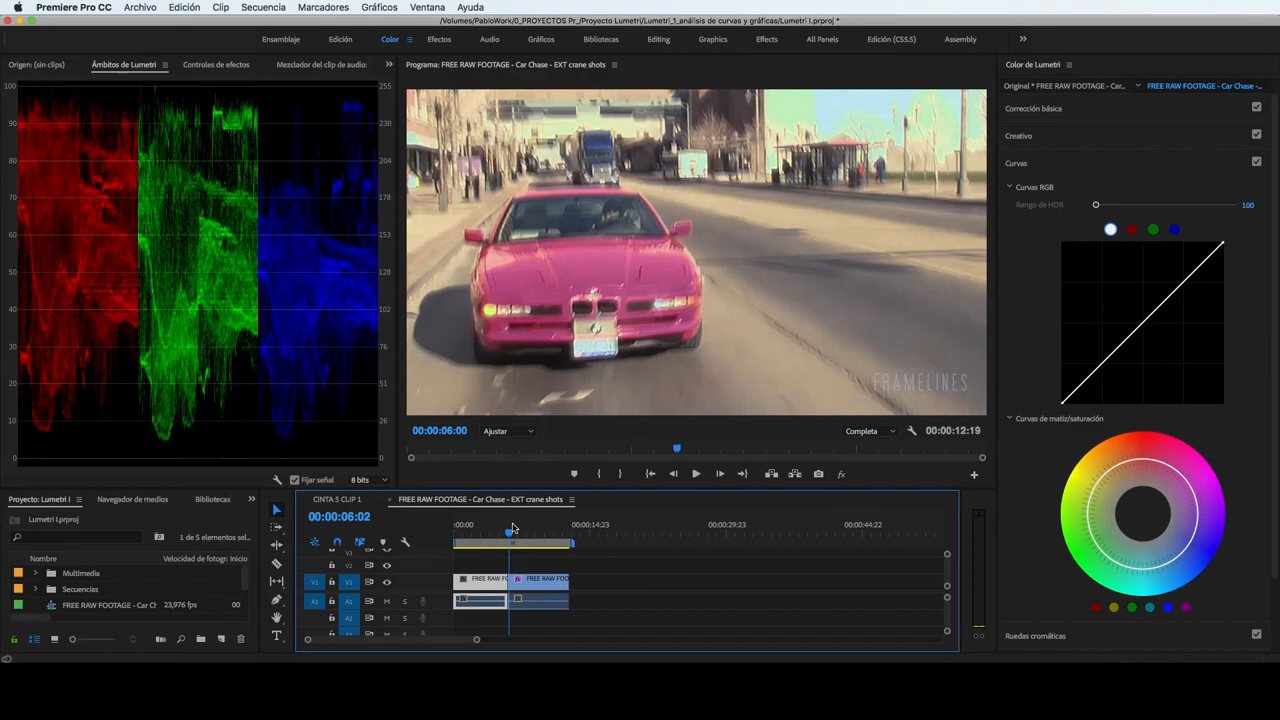 Premiere Pro CC Archivo Edición Clip Secuencia Marcadores Gráficos Ventana Ayuda
/Volumes/PabloWork/0_PROYECTOS Pr_/Proyecto Lumetri/Lumetri_1_análisis de curvas y gráficas/Lumetri I.prproj *
Ensamblaje Edición Color Efectos Audio Gráficos Bibliotecas Editing Graphics Effects All Panels Edición (CS5.5) Assembly
Origen: (sin clips) Ámbitos de Lumetri Controles de efectos Mezclador del clip de audio:
Programa: FREE RAW FOOTAGE - Car Chase - EXT crane shots
Color de Lumetri
Original * FREE RAW FOOTAGE - Car... FREE RAW FOOTAGE - Car Chase -...
Corrección básica
Creativo
Curvas
Curvas RGB
Rango de HDR 100
100 255
90 230
80 204
70 178
60 153
50 128
40 102
30 76
20 51
10 26
0 0
FRAMELINES
Curvas de matiz/saturación
Ruedas cromáticas
00:00:06:00 Ajustar Completa 00:00:12:19
Fijar señal 8 bits
Proyecto: Lumetri I Navegador de medios Bibliotecas
Lumetri I.prproj
1 de 5 elementos sel...
Nombre Velocidad de fotogr Inicio
Multimedia
Secuencias
FREE RAW FOOTAGE - Car Cl 23,976 fps 00
CINTA S CLIP 1 FREE RAW FOOTAGE - Car Chase - EXT crane shots
00:00:06:02
:00:00 00:00:14:23 00:00:29:23 00:00:44:22
V3
V2
V1 V1 FREE RAW FO FREE RAW FOO
A1 A1 M S
A2 M S